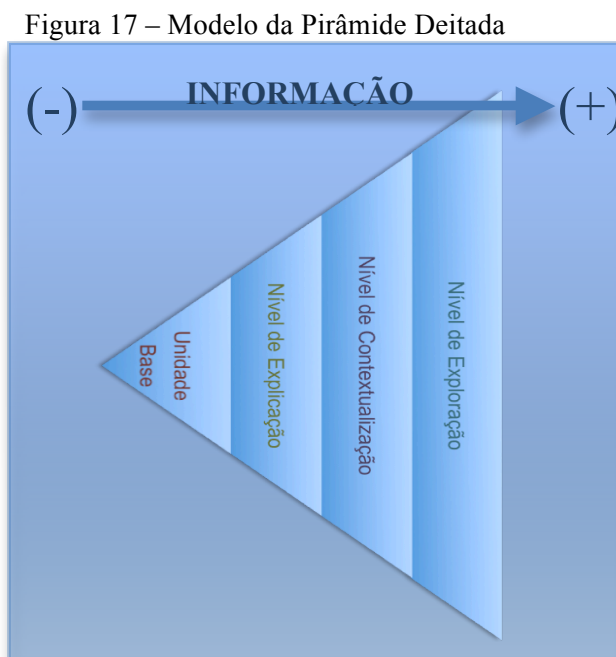 Figura 17 – Modelo da Pirâmide Deitada
INFORMAÇÃO
(-)
(+)
Unidade
Base
Nível de Explicação
Nível de Contextualização
Nível de Exploração